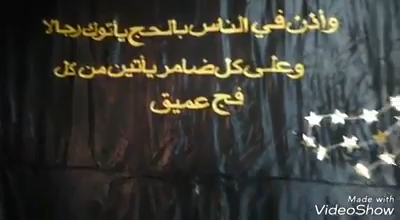 وأذن في الناس بالحج يأتوك رجالا
وعلى كل ضامر يأتين من كل
فج عميق
Made with
VideoShow